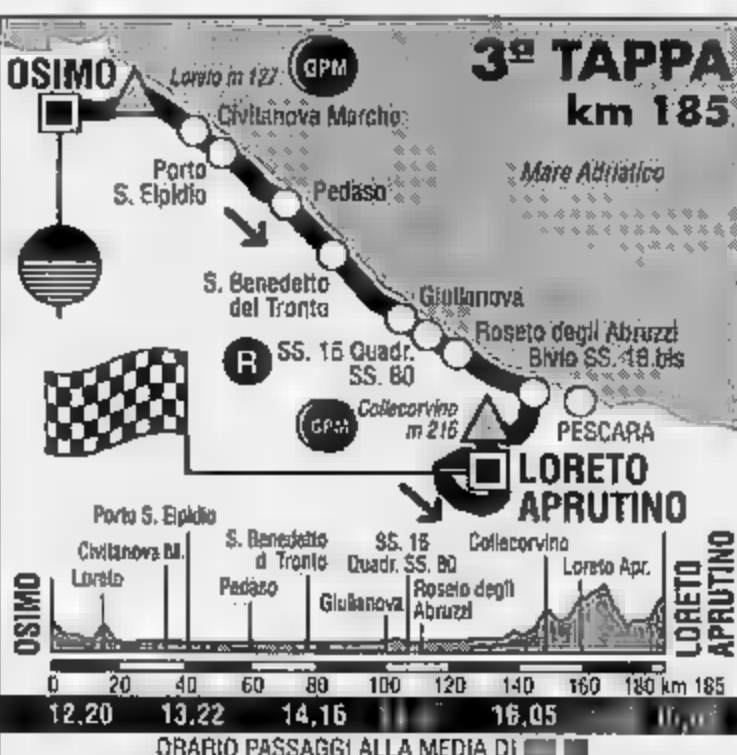 OSIMO
Loreto m 127
GPM
3ª TAPPA
km 185
Civitanova Marche
Porto
S. Elpidio
Mare Adriatico
Pedaso
S. Benedetto
del Tronto
Giulianova
Roseto degli Abruzzi
Bivio SS. 16 bis
R
SS. 16 Quadr.
SS. 80
GPM
Collecorvino
m 216
PESCARA
LORETO
APRUTINO
Porto S. Elpidio
Civitanova M.
Loreto
S. Benedetto
d Tronto
Pedaso
SS. 16
Quadr. SS. 80
Giulianova
Roseto degli
Abruzzi
Collecorvino
Loreto Apr.
OSIMO
LORETO
APRUTINO
0 20 40 60 80 100 120 140 160 180 km 185
12,20 13,22 14,16 16,05
ORARIO PASSAGGI ALLA MEDIA DI